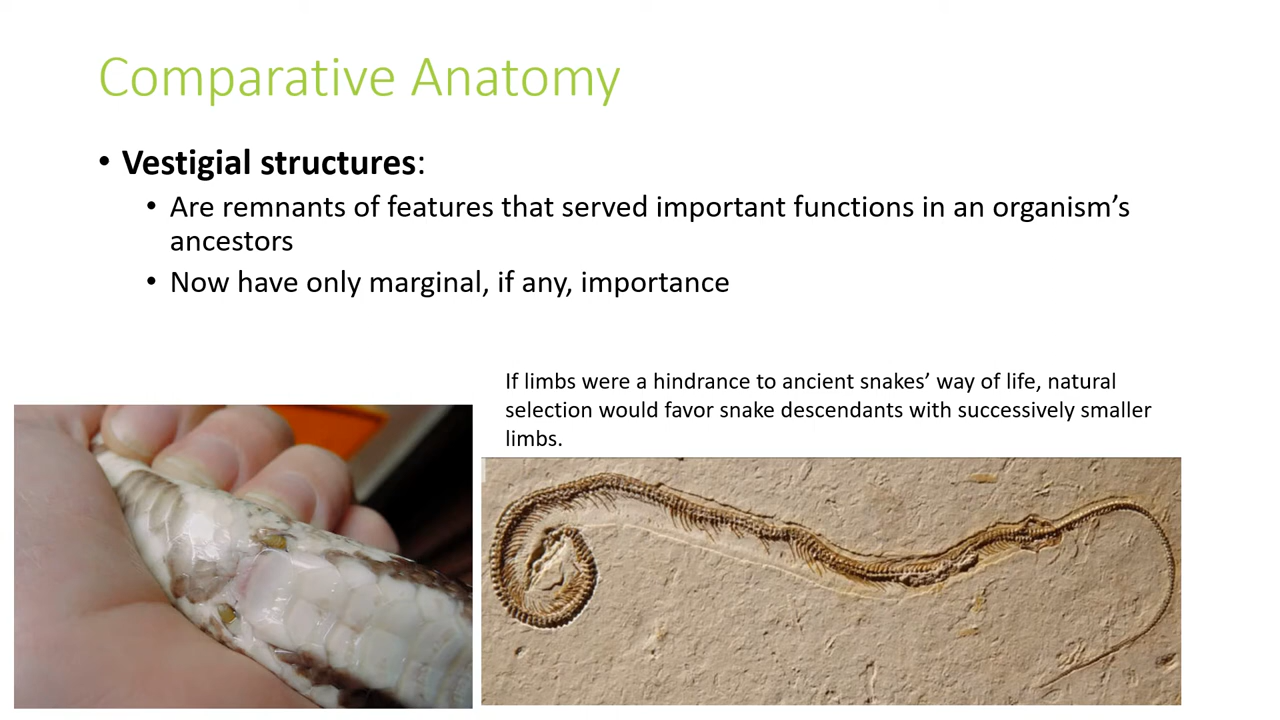 Comparative Anatomy
• Vestigial structures:
• Are remnants of features that served important functions in an organism’s
ancestors
• Now have only marginal, if any, importance
If limbs were a hindrance to ancient snakes’ way of life, natural
selection would favor snake descendants with successively smaller
limbs.